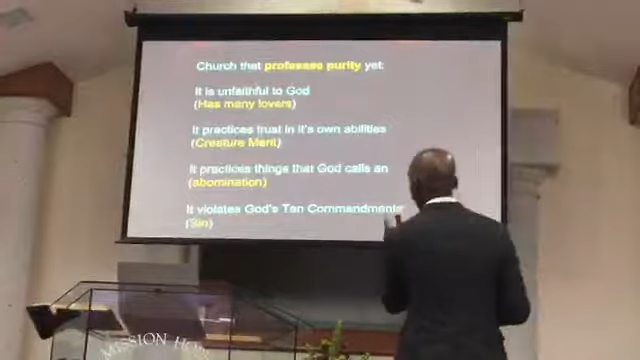 Church that professes purity yet:
It is unfaithful to God
(Has many lovers)
It practices trust in it's own abilities
(Creature Merit)
It practices things that God calls an
(abomination)
It violates God's Ten Commandments
(Sin)
MISSION